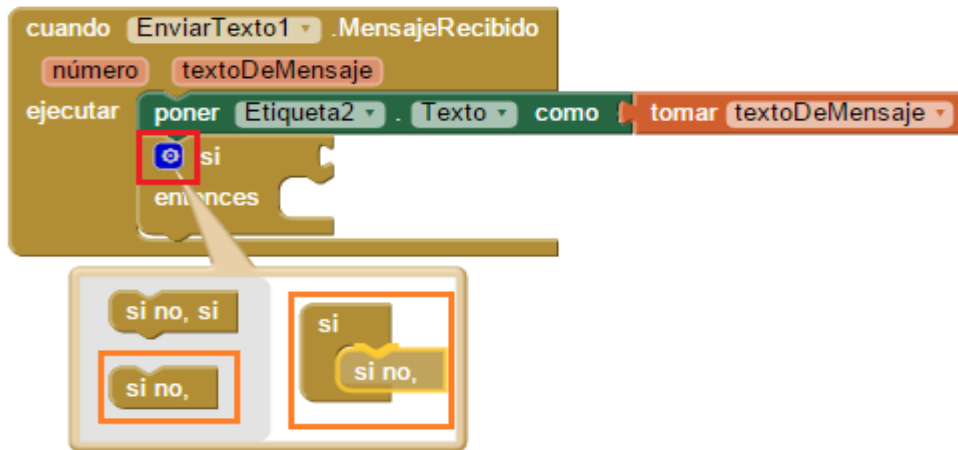 cuando EnviarTexto1 .MensajeRecibido
número textoDeMensaje
ejecutar poner Etiqueta2 . Texto como tomar textoDeMensaje
si
entonces
si no, si
si
si no,
si no,